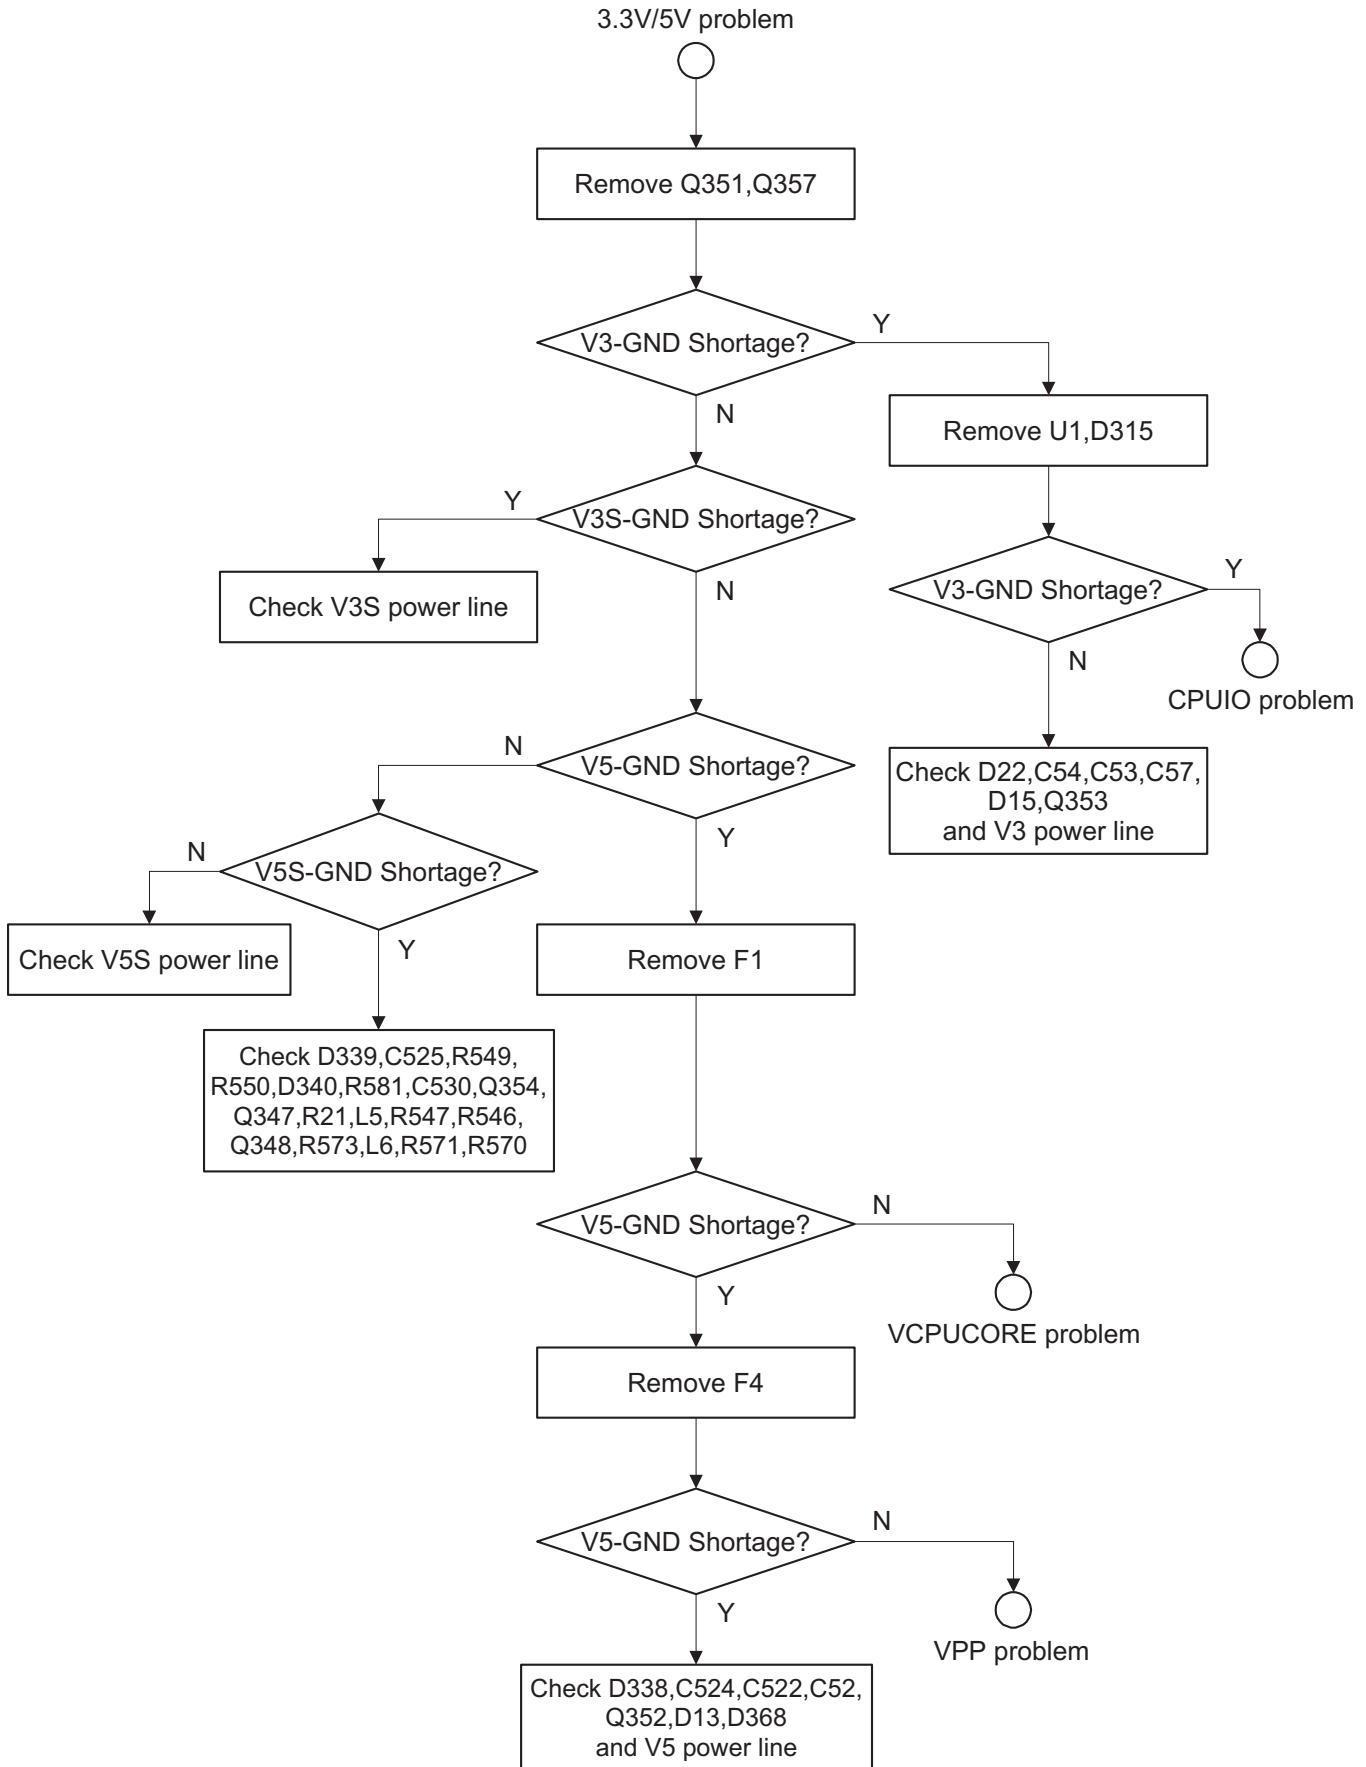 3.3V/5V problem
Remove Q351,Q357
V3-GND Shortage?
Y
N
Remove U1,D315
V3S-GND Shortage?
Y
N
Check V3S power line
V3-GND Shortage?
Y
N
CPUIO problem
Check D22,C54,C53,C57,
D15,Q353
and V3 power line
V5-GND Shortage?
N
Y
V5S-GND Shortage?
N
Y
Check V5S power line
Remove F1
Check D339,C525,R549,
R550,D340,R581,C530,Q354,
Q347,R21,L5,R547,R546,
Q348,R573,L6,R571,R570
V5-GND Shortage?
N
Y
VCPUCORE problem
Remove F4
V5-GND Shortage?
N
Y
VPP problem
Check D338,C524,C522,C52,
Q352,D13,D368
and V5 power line